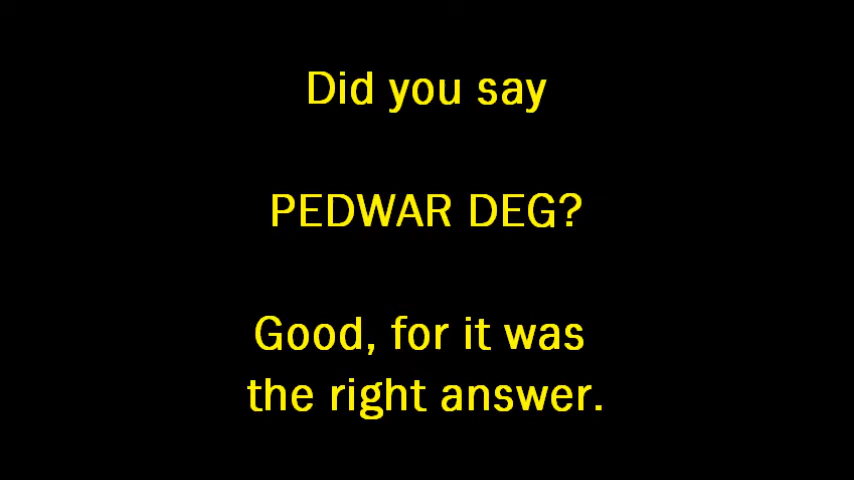 Did you say
PEDWAR DEG?
Good, for it was
the right answer.